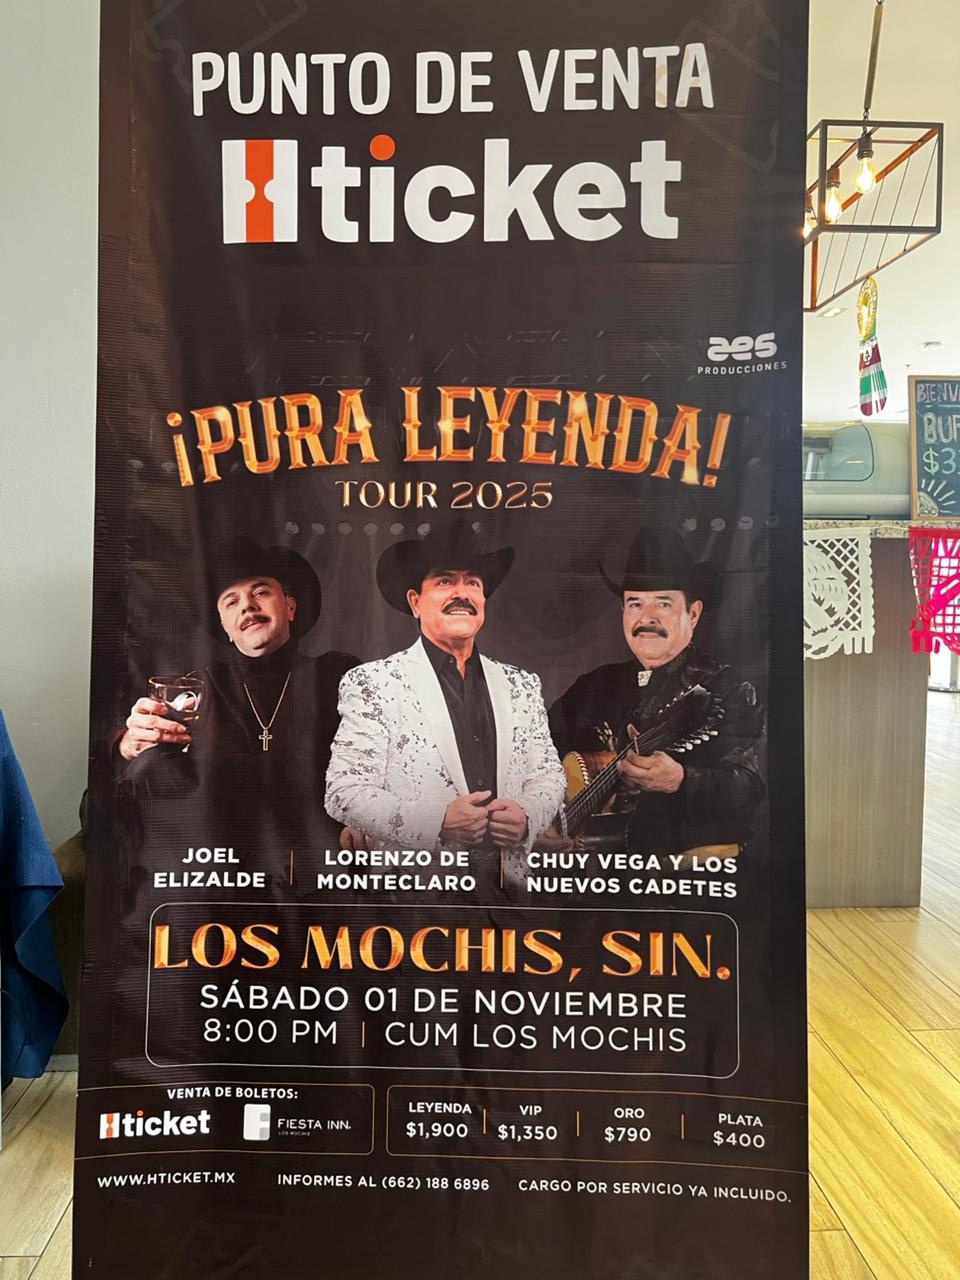 PUNTO DE VENTA
Hticket
aes
PRODUCCIONES
¡PURA LEYENDA!
TOUR 2025
JOEL
ELIZALDE
LORENZO DE
MONTECLARO
CHUY VEGA Y LOS
NUEVOS CADETES
LOS MOCHIS, SIN.
SÁBADO 01 DE NOVIEMBRE
8:00 PM | CUM LOS MOCHIS
VENTA DE BOLETOS:
Hticket
FIESTA INN
LOS MOCHIS
LEYENDA
$1,900
VIP
$1,350
ORO
$790
PLATA
$400
WWW.HTICKET.MX
INFORMES AL (662) 188 6896
CARGO POR SERVICIO YA INCLUIDO.